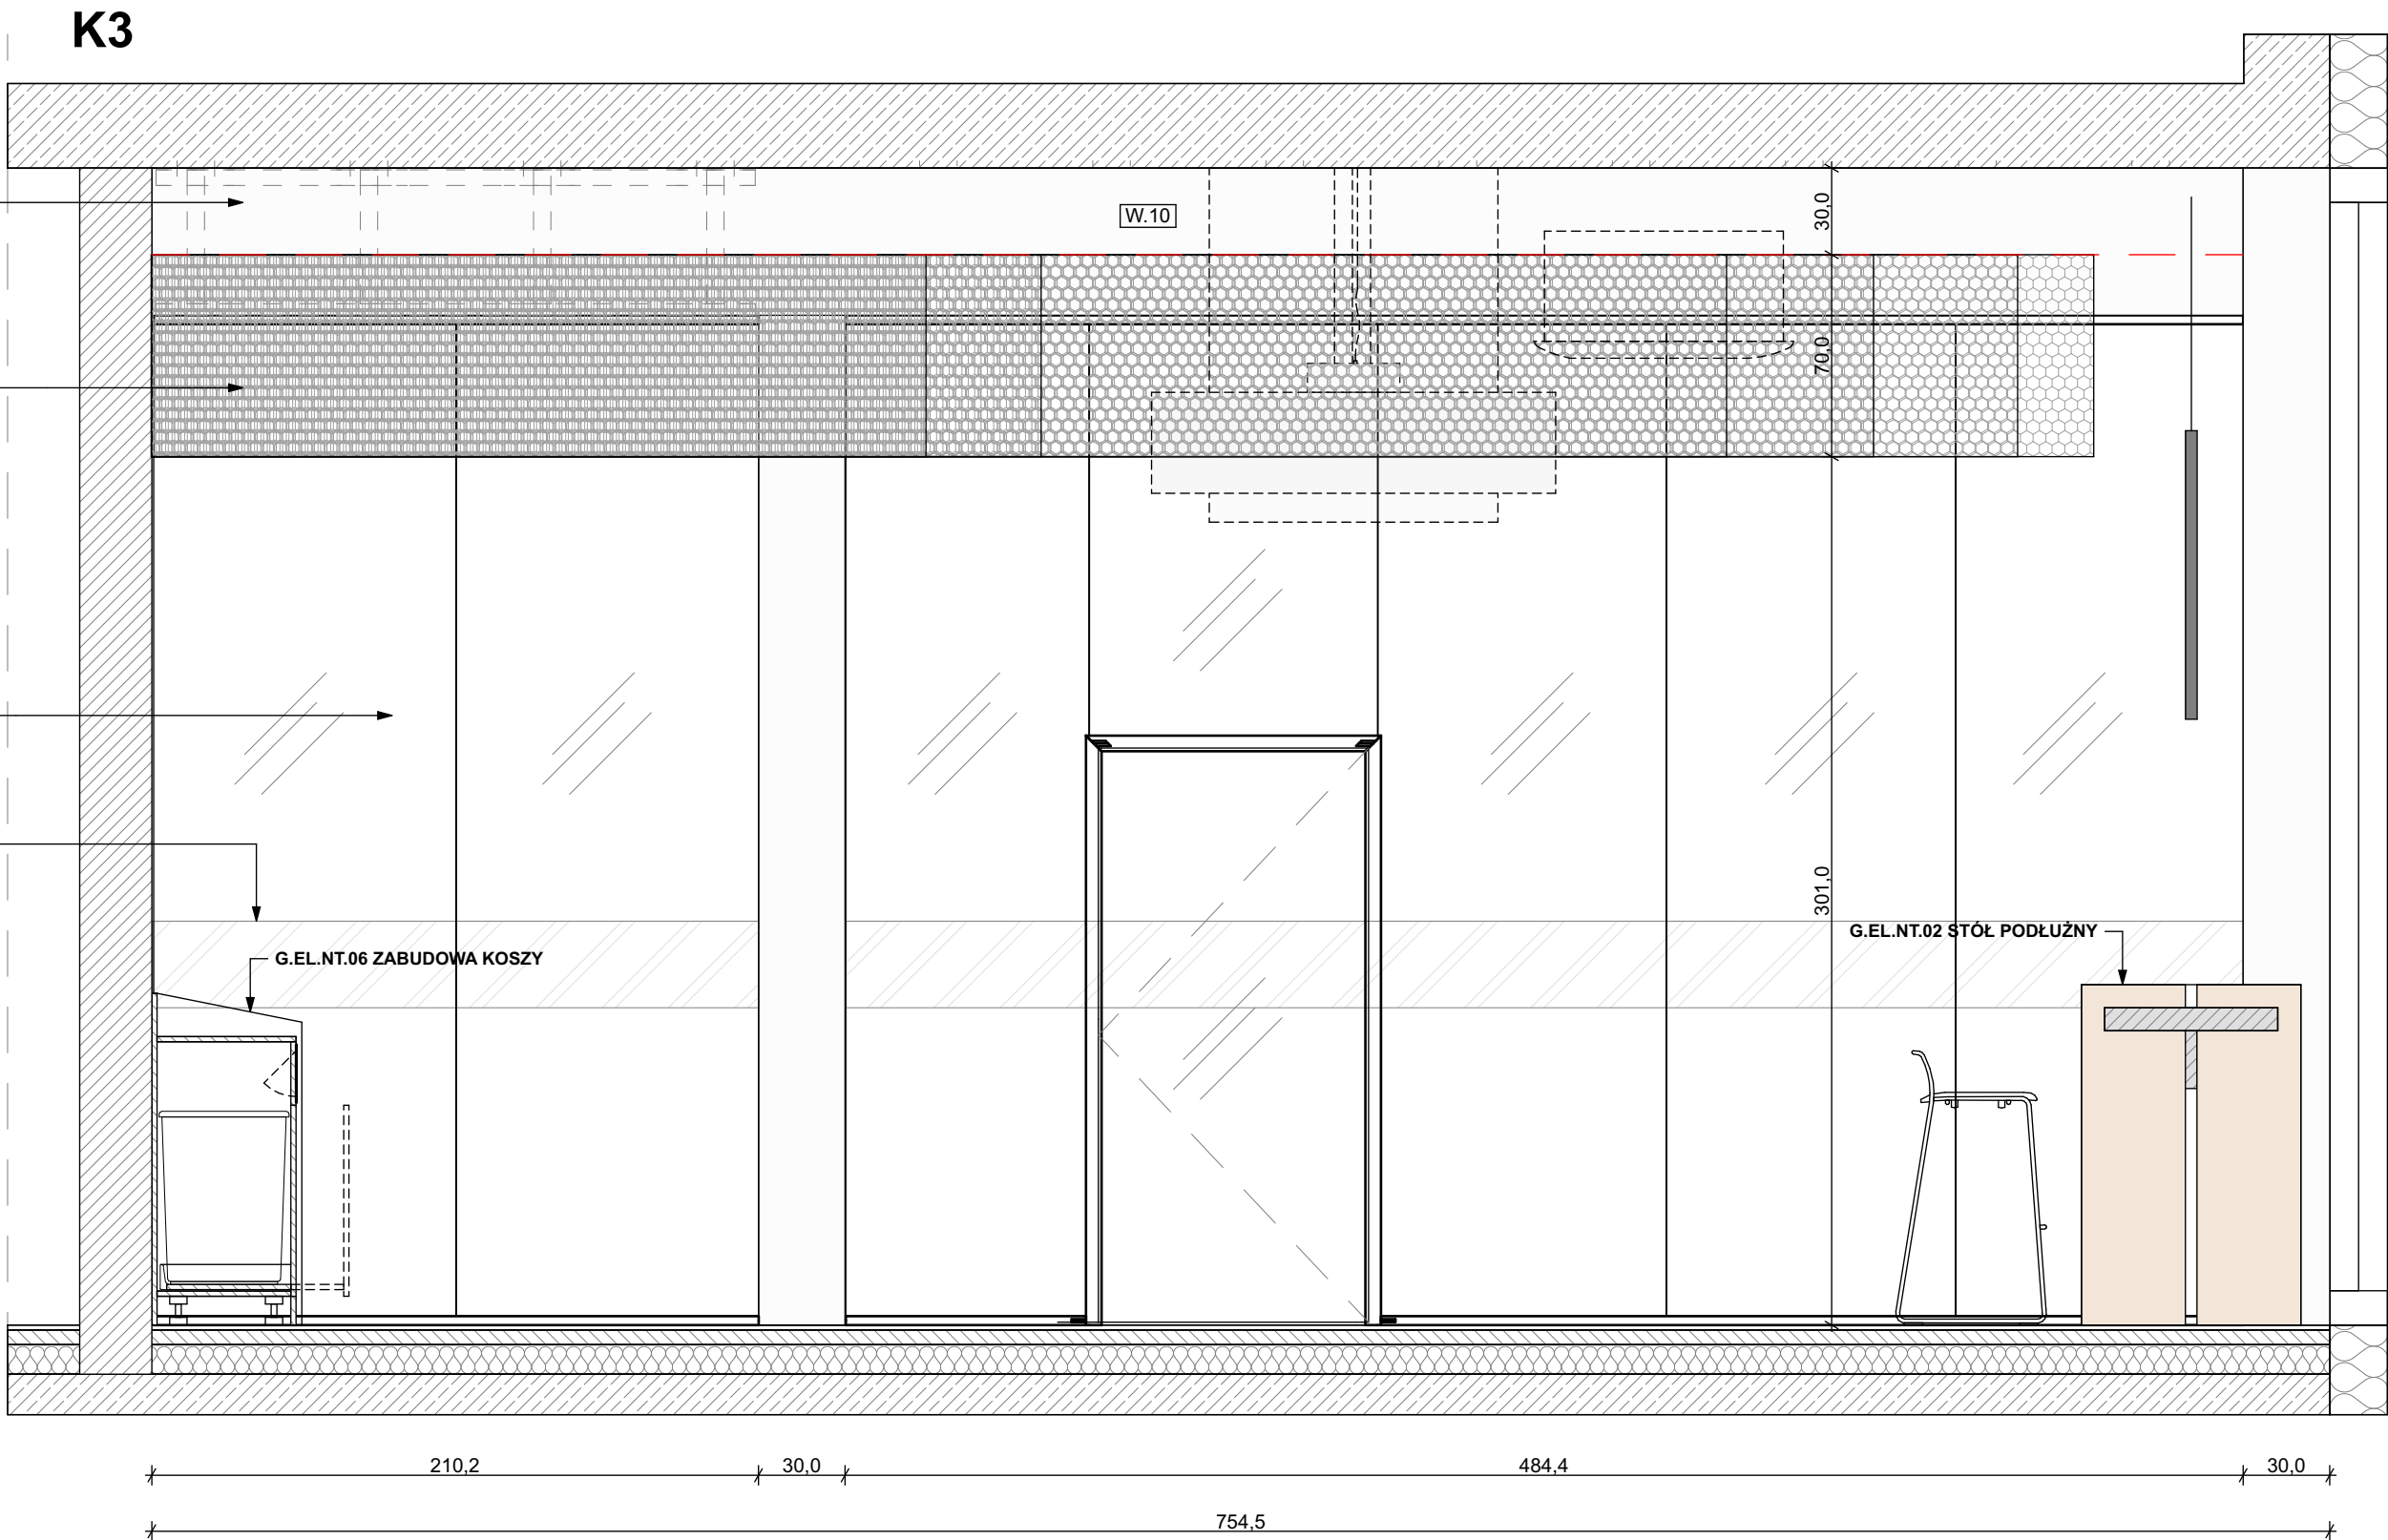 K3
W.10
30,0
70,0
301,0
G.EL.NT.02 STÓŁ PODŁUŻNY
G.EL.NT.06 ZABUDOWA KOSZY
210,2
30,0
484,4
30,0
754,5